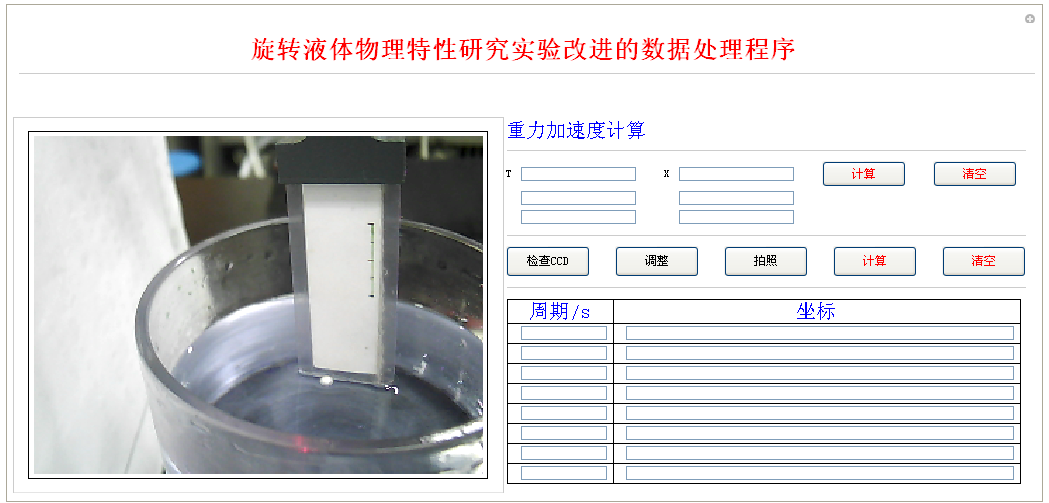 旋转液体物理特性研究实验改进的数据处理程序
重力加速度计算
T X 计算 清空
检查CCD 调整 拍照 计算 清空
周期/s 坐标